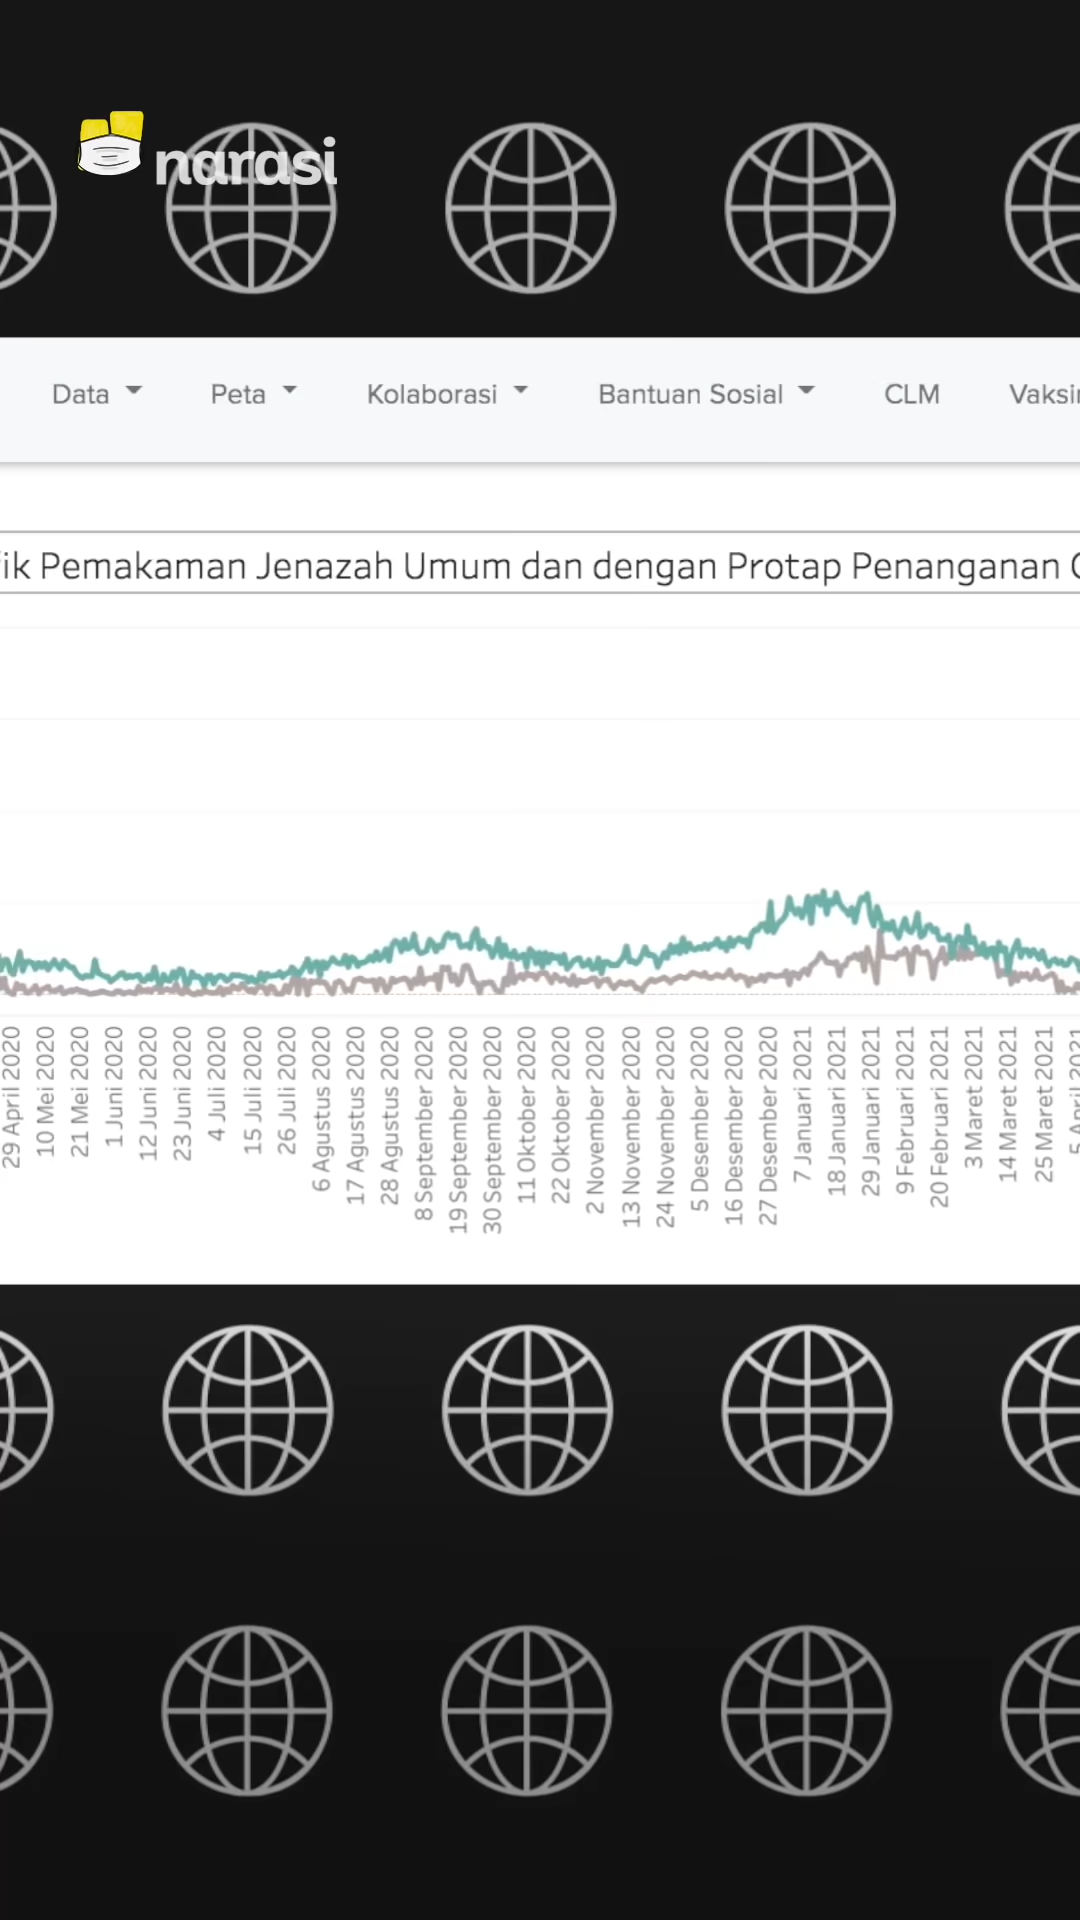 narasi
Data Peta Kolaborasi Bantuan Sosial CLM
ik Pemakaman Jenazah Umum dan dengan Protap Penanganan
29 April 2020
10 Mei 2020
21 Mei 2020
1 Juni 2020
12 Juni 2020
23 Juni 2020
4 Juli 2020
15 Juli 2020
26 Juli 2020
6 Agustus 2020
17 Agustus 2020
28 Agustus 2020
8 September 2020
19 September 2020
30 September 2020
11 Oktober 2020
22 Oktober 2020
2 November 2020
13 November 2020
24 November 2020
5 Desember 2020
16 Desember 2020
27 Desember 2020
7 Januari 2021
18 Januari 2021
29 Januari 2021
9 Februari 2021
20 Februari 2021
3 Maret 2021
14 Maret 2021
25 Maret 2021
5 April 2021